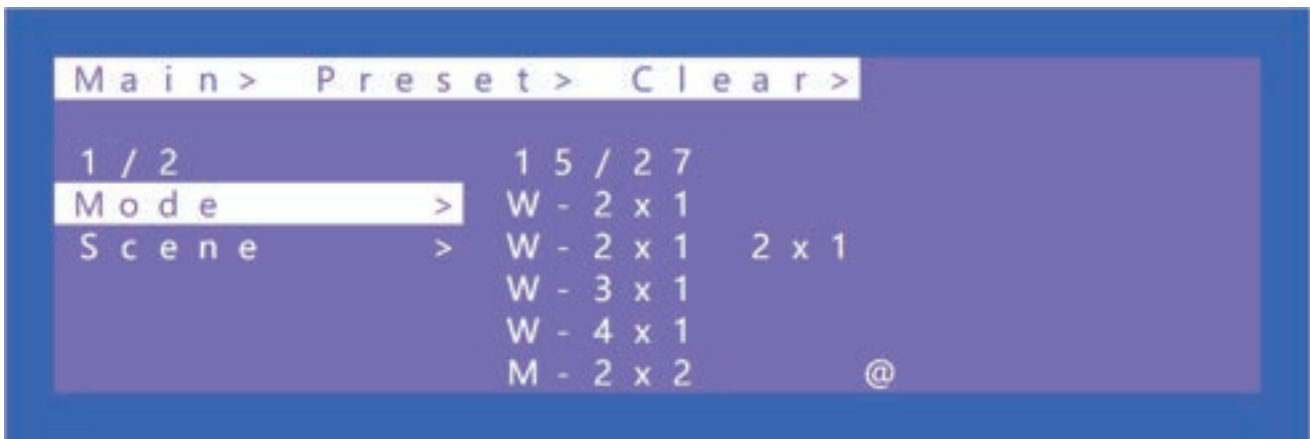 Main> Preset> Clear>
1/2 15/27
Mode > W-2x1
Scene > W-2x1 2x1
W-3x1
W-4x1
M-2x2 @